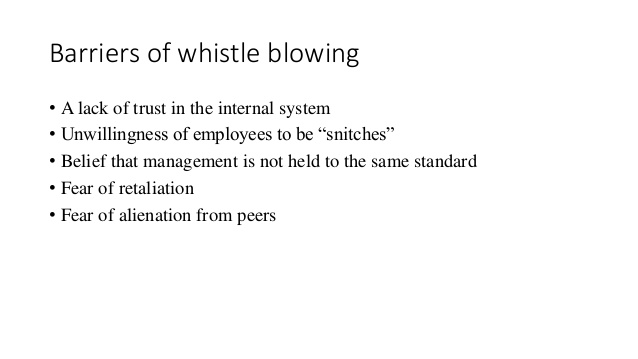 Barriers of whistle blowing
• A lack of trust in the internal system
• Unwillingness of employees to be “snitches”
• Belief that management is not held to the same standard
• Fear of retaliation
• Fear of alienation from peers